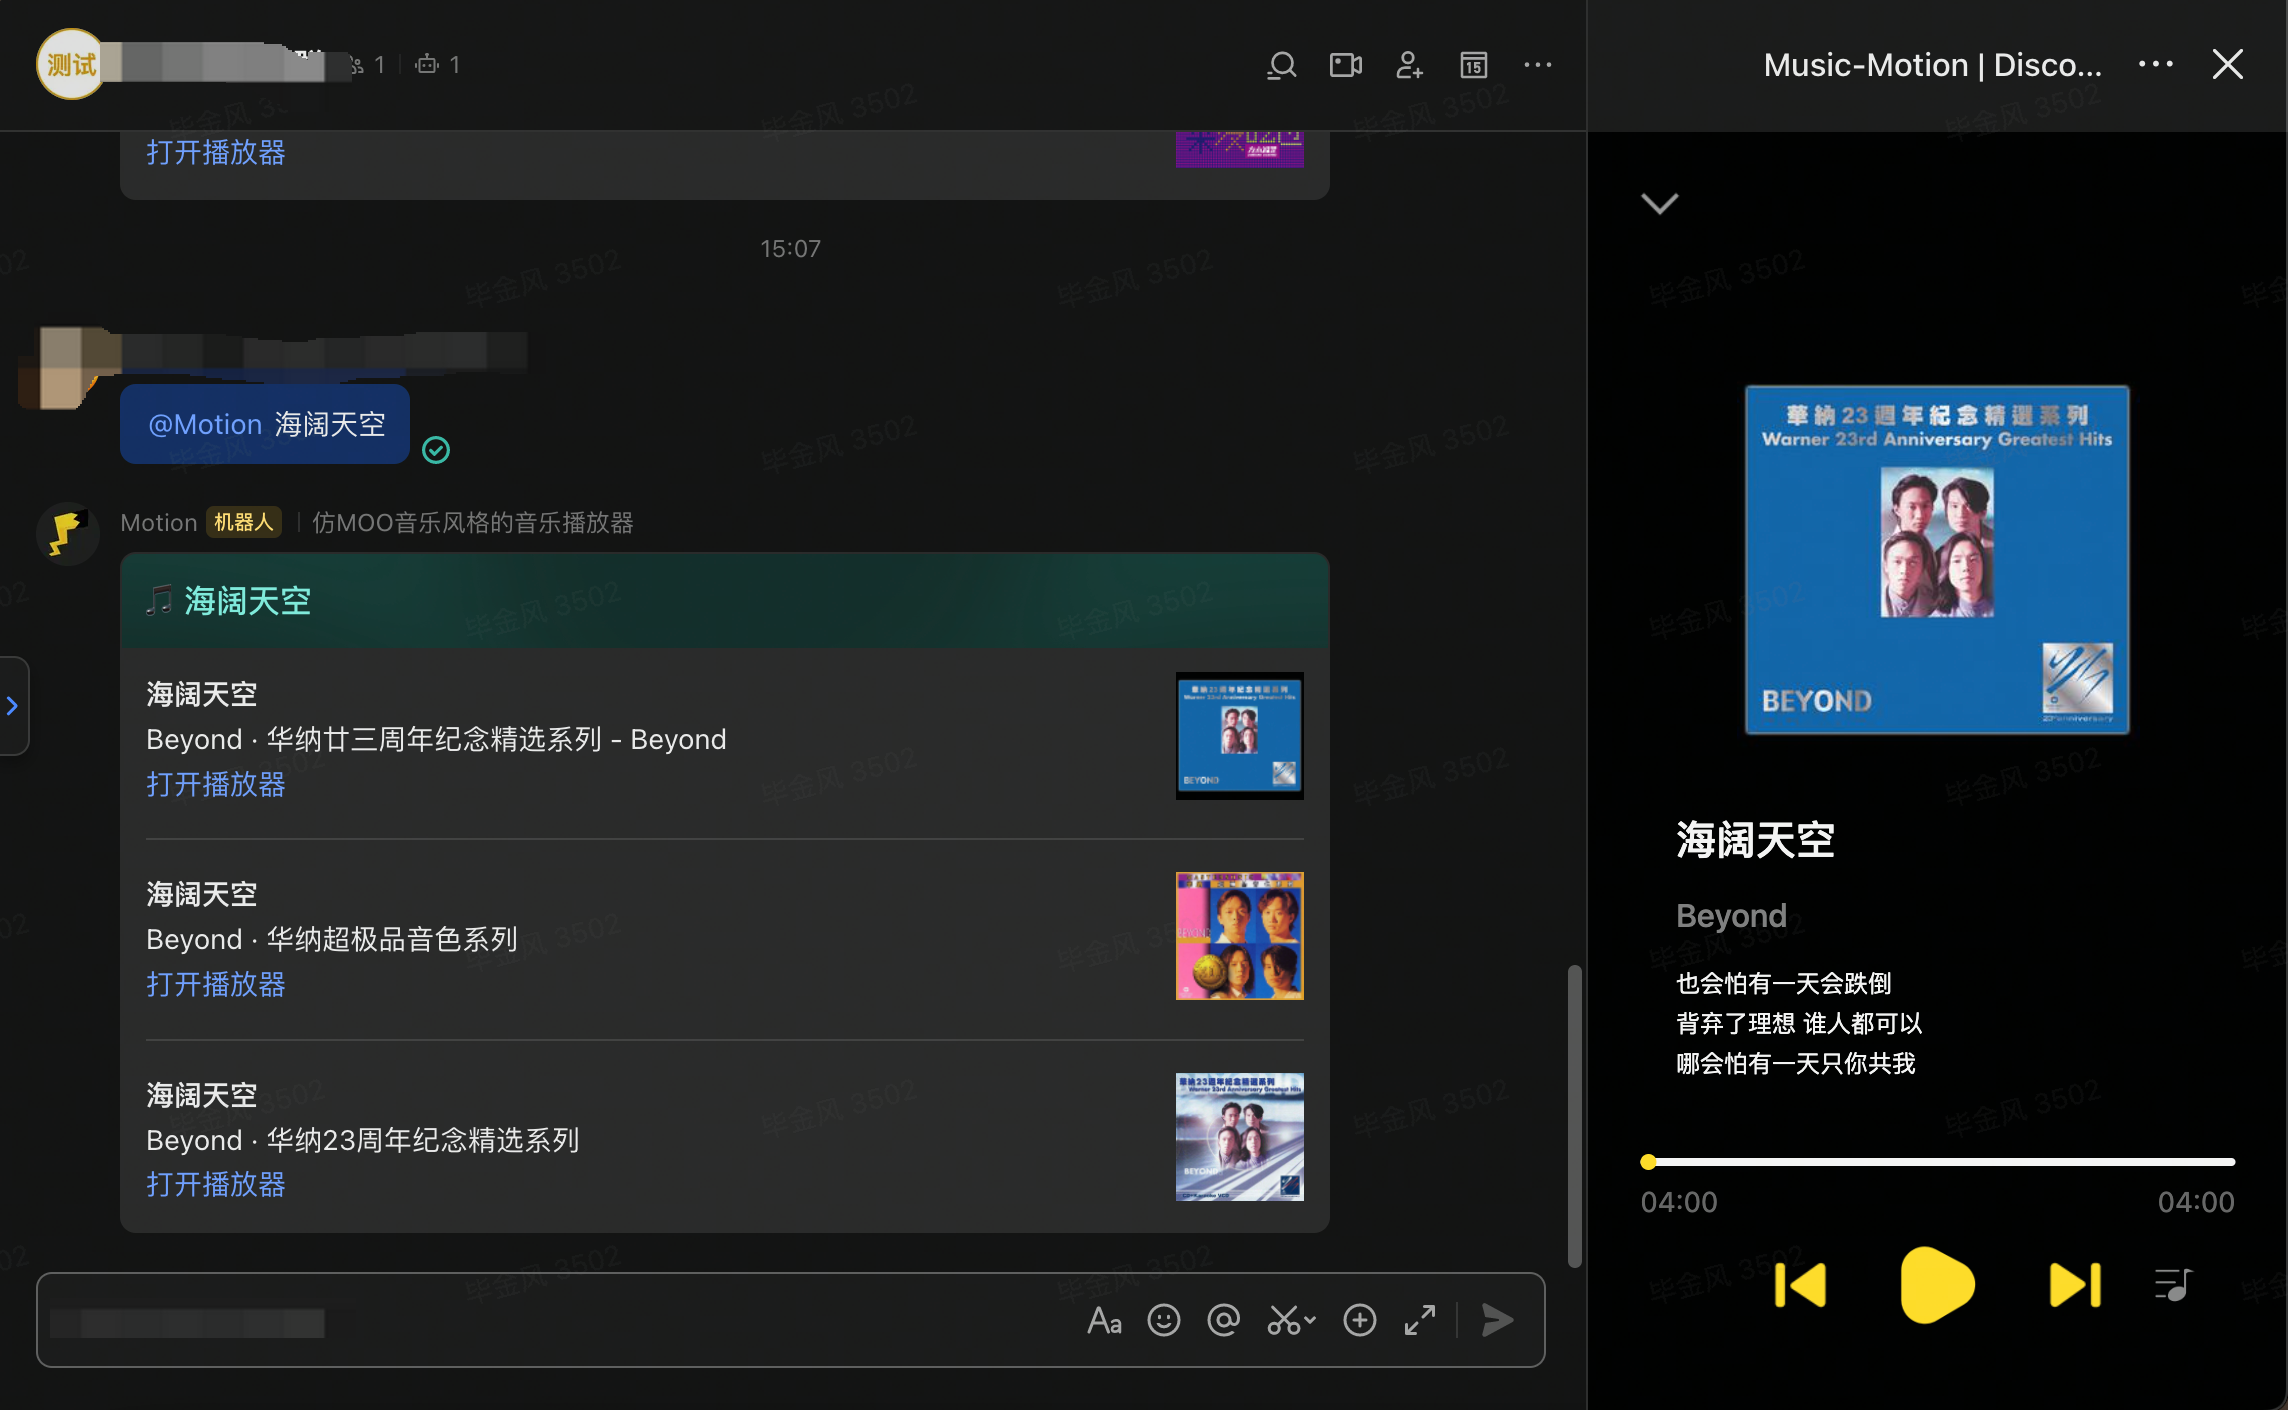 测试
1
1
15
Music-Motion | Disco...
打开播放器
15:07
@Motion 海阔天空
Motion 机器人 仿MOO音乐风格的音乐播放器
海阔天空
海阔天空
Beyond · 华纳廿三周年纪念精选系列 - Beyond
打开播放器
海阔天空
Beyond · 华纳超极品音色系列
打开播放器
海阔天空
Beyond · 华纳23周年纪念精选系列
打开播放器
Aa
華納23週年紀念精選系列
Warner 23rd Anniversary Greatest Hits
BEYOND
海阔天空
Beyond
也会怕有一天会跌倒
背弃了理想 谁人都可以
哪会怕有一天只你共我
04:00
04:00
毕金风 3502